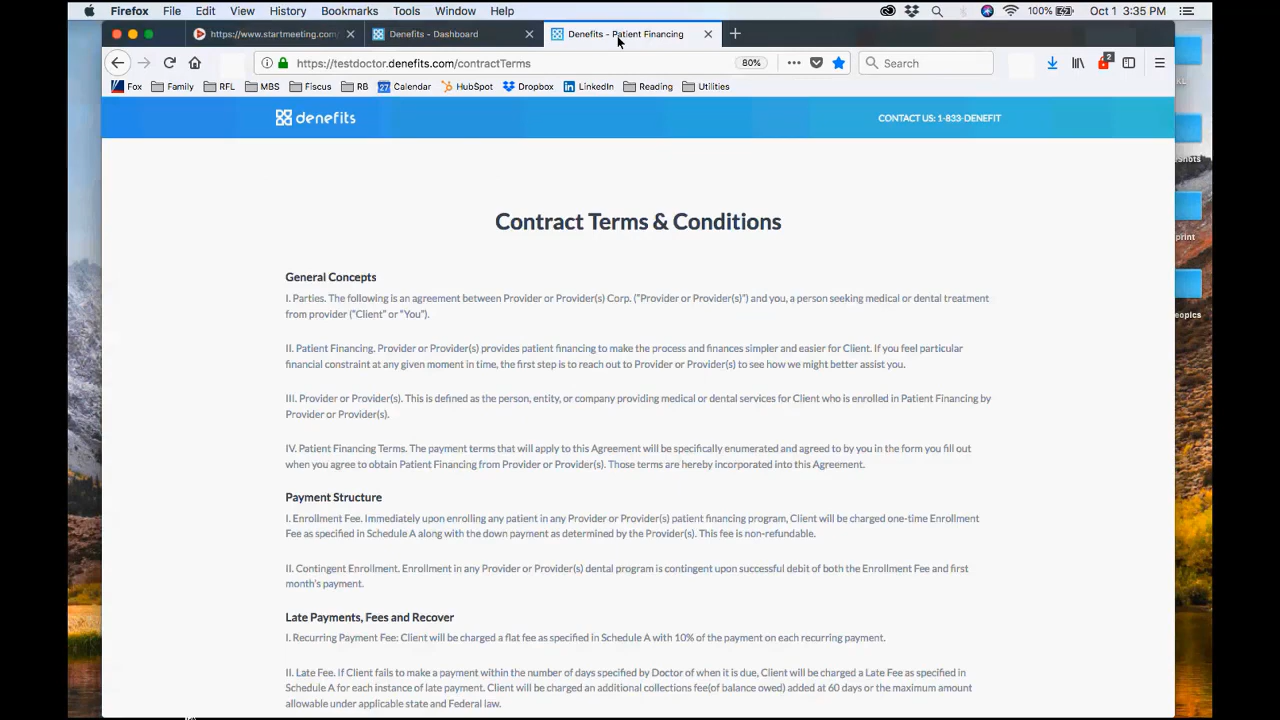 Firefox File Edit View History Bookmarks Tools Window Help 100% Oct 1 3:35 PM
https://www.startmeeting.com/ Denefits - Dashboard Denefits - Patient Financing
https://testdoctor.denefits.com/contractTerms 80% Search 2
Fox Family RFL MBS Fiscus RB 27 Calendar HubSpot Dropbox LinkedIn Reading Utilities
denefits CONTACT US: 1-833-DENEFIT
Contract Terms & Conditions
General Concepts
I. Parties. The following is an agreement between Provider or Provider(s) Corp. ("Provider or Provider(s)") and you, a person seeking medical or dental treatment
from provider ("Client" or "You").
II. Patient Financing. Provider or Provider(s) provides patient financing to make the process and finances simpler and easier for Client. If you feel particular
financial constraint at any given moment in time, the first step is to reach out to Provider or Provider(s) to see how we might better assist you.
III. Provider or Provider(s). This is defined as the person, entity, or company providing medical or dental services for Client who is enrolled in Patient Financing by
Provider or Provider(s).
IV. Patient Financing Terms. The payment terms that will apply to this Agreement will be specifically enumerated and agreed to by you in the form you fill out
when you agree to obtain Patient Financing from Provider or Provider(s). Those terms are hereby incorporated into this Agreement.
Payment Structure
I. Enrollment Fee. Immediately upon enrolling any patient in any Provider or Provider(s) patient financing program, Client will be charged one-time Enrollment
Fee as specified in Schedule A along with the down payment as determined by the Provider(s). This fee is non-refundable.
II. Contingent Enrollment. Enrollment in any Provider or Provider(s) dental program is contingent upon successful debit of both the Enrollment Fee and first
month's payment.
Late Payments, Fees and Recover
I. Recurring Payment Fee: Client will be charged a flat fee as specified in Schedule A with 10% of the payment on each recurring payment.
II. Late Fee. If Client fails to make a payment within the number of days specified by Doctor of when it is due, Client will be charged a Late Fee as specified in
Schedule A for each instance of late payment. Client will be charged an additional collections fee(of balance owed) added at 60 days or the maximum amount
allowable under applicable state and Federal law.